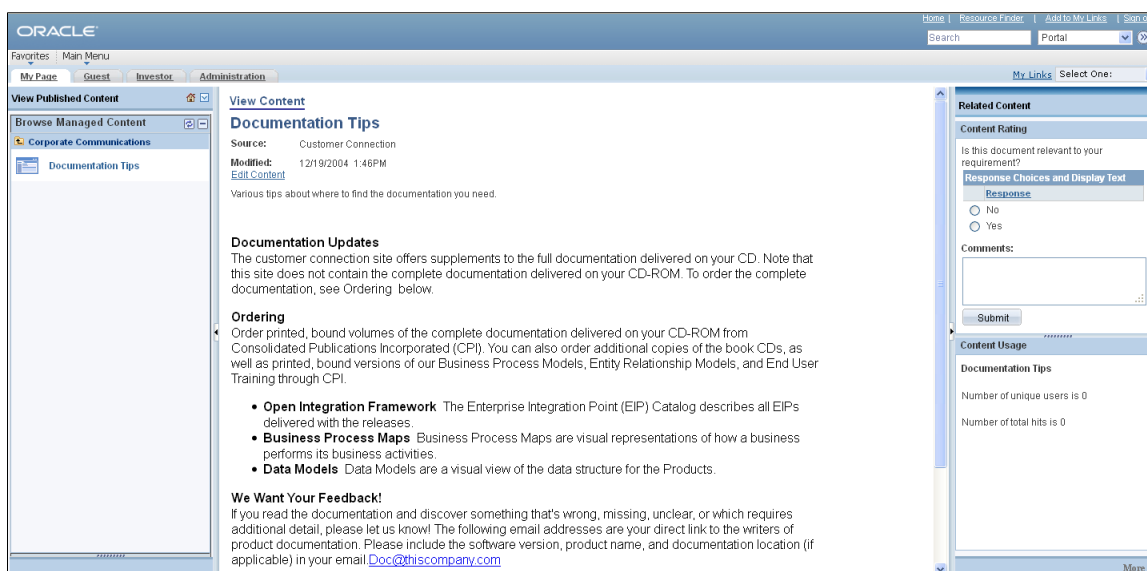 Home | Resource Finder | Add to My Links | Sign o
ORACLE
Search Portal
Favorites Main Menu
My Page Guest Investor Administration
My Links Select One:
View Published Content
Browse Managed Content
Corporate Communications
Documentation Tips
View Content
Documentation Tips
Source: Customer Connection
Modified: 12/19/2004 1:46PM
Edit Content
Various tips about where to find the documentation you need.
Documentation Updates
The customer connection site offers supplements to the full documentation delivered on your CD. Note that
this site does not contain the complete documentation delivered on your CD-ROM. To order the complete
documentation, see Ordering below.
Ordering
Order printed, bound volumes of the complete documentation delivered on your CD-ROM from
Consolidated Publications Incorporated (CPI). You can also order additional copies of the book CDs, as
well as printed, bound versions of our Business Process Models, Entity Relationship Models, and End User
Training through CPI.
• Open Integration Framework The Enterprise Integration Point (EIP) Catalog describes all EIPs
delivered with the releases.
• Business Process Maps Business Process Maps are visual representations of how a business
performs its business activities.
• Data Models Data Models are a visual view of the data structure for the Products.
We Want Your Feedback!
If you read the documentation and discover something that's wrong, missing, unclear, or which requires
additional detail, please let us know! The following email addresses are your direct link to the writers of
product documentation. Please include the software version, product name, and documentation location (if
applicable) in your email.Doc@thiscompany.com
Related Content
Content Rating
Is this document relevant to your
requirement?
Response Choices and Display Text
Response
No
Yes
Comments:
Submit
Content Usage
Documentation Tips
Number of unique users is 0
Number of total hits is 0
More